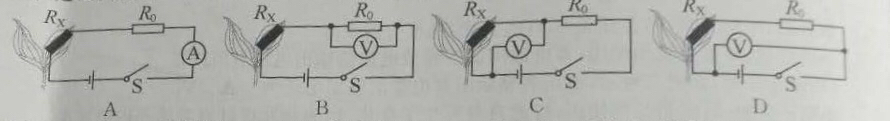 Rx R₀ A S A
Rx R₀ V S B
Rx R₀ V S C
Rx R₀ V S D